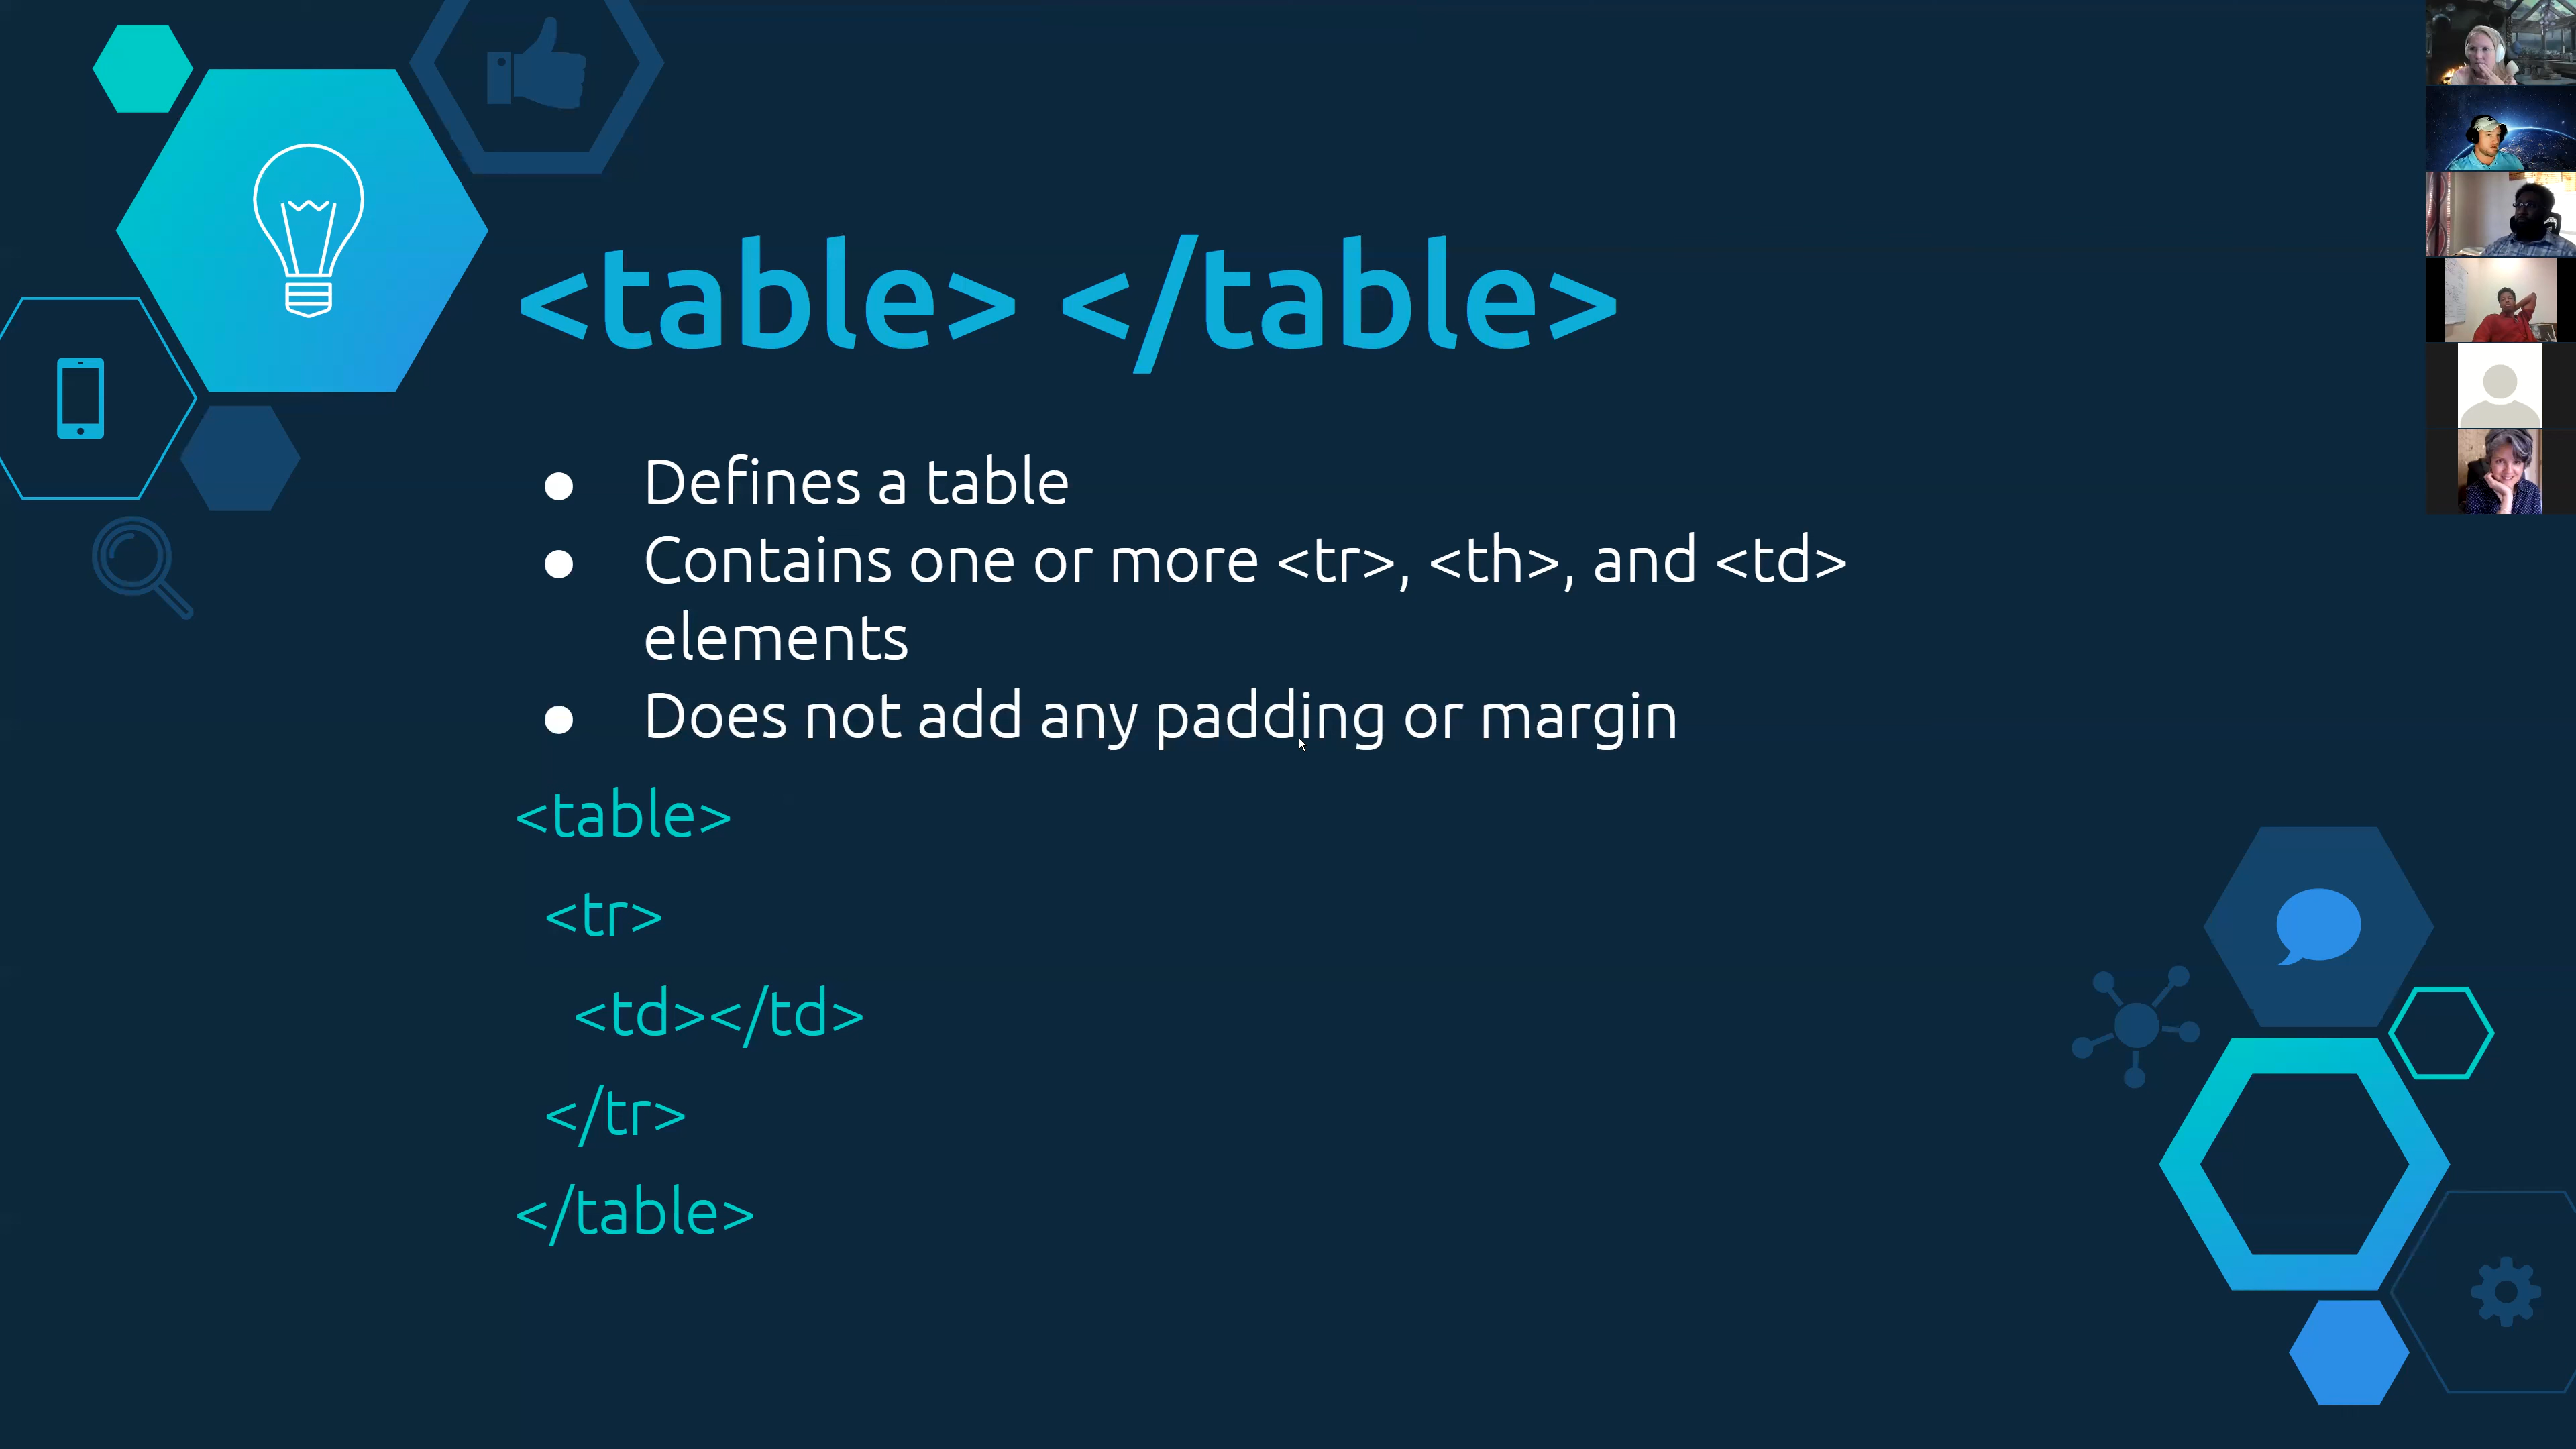 <table> </table>
● Defines a table
● Contains one or more <tr>, <th>, and <td>
elements
● Does not add any padding or margin
<table>
<tr>
<td></td>
</tr>
</table>